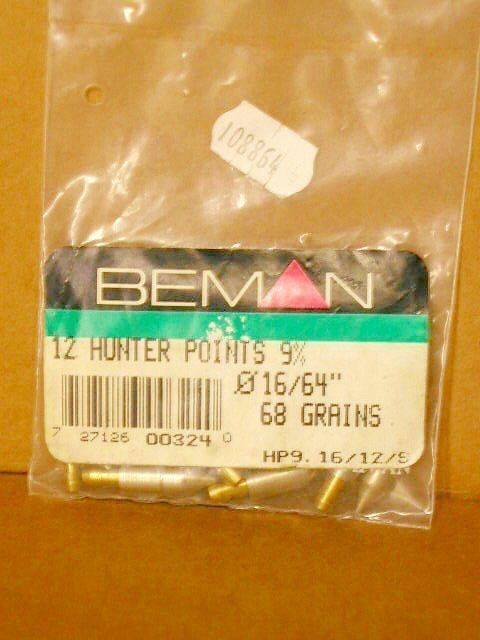 108864
BEMAN
12 HUNTER POINTS 9%
Ø16/64"
68 GRAINS
7 27126 00324 0
HP9. 16/12/S